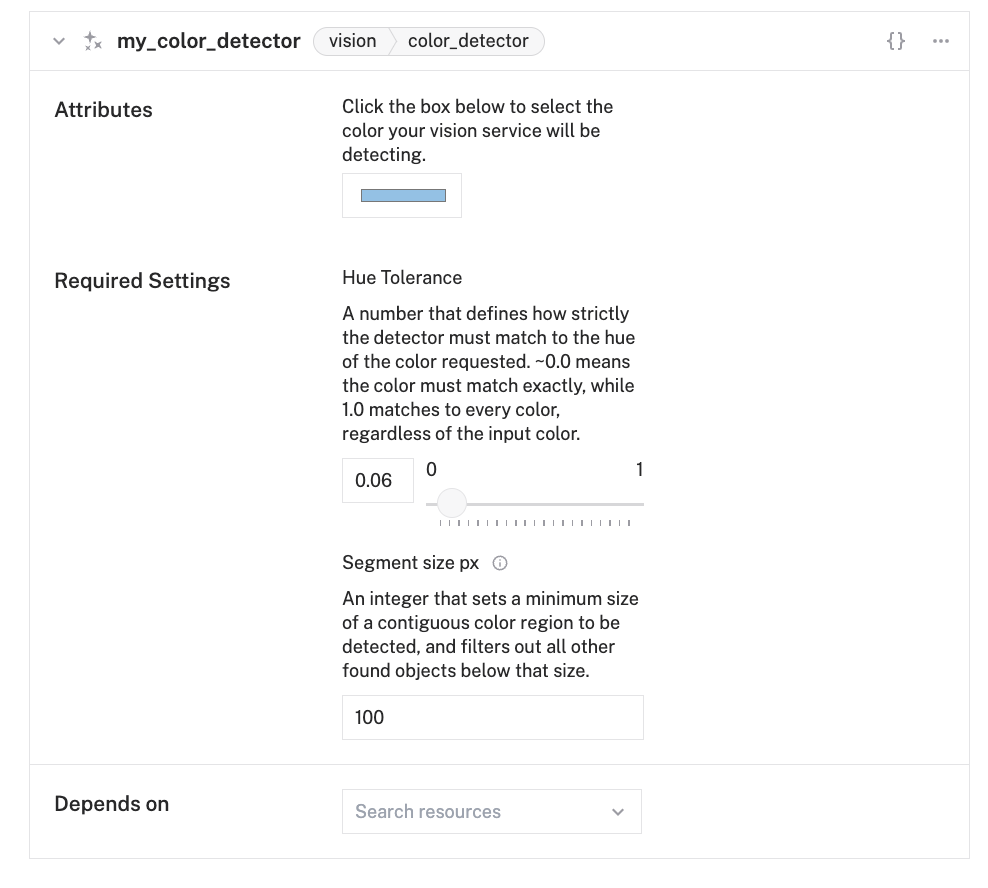 my_color_detector vision color_detector {} ...
Attributes
Click the box below to select the
color your vision service will be
detecting.
Required Settings
Hue Tolerance
A number that defines how strictly
the detector must match to the hue
of the color requested. ~0.0 means
the color must match exactly, while
1.0 matches to every color,
regardless of the input color.
0.06 0 1
Segment size px
An integer that sets a minimum size
of a contiguous color region to be
detected, and filters out all other
found objects below that size.
100
Depends on
Search resources